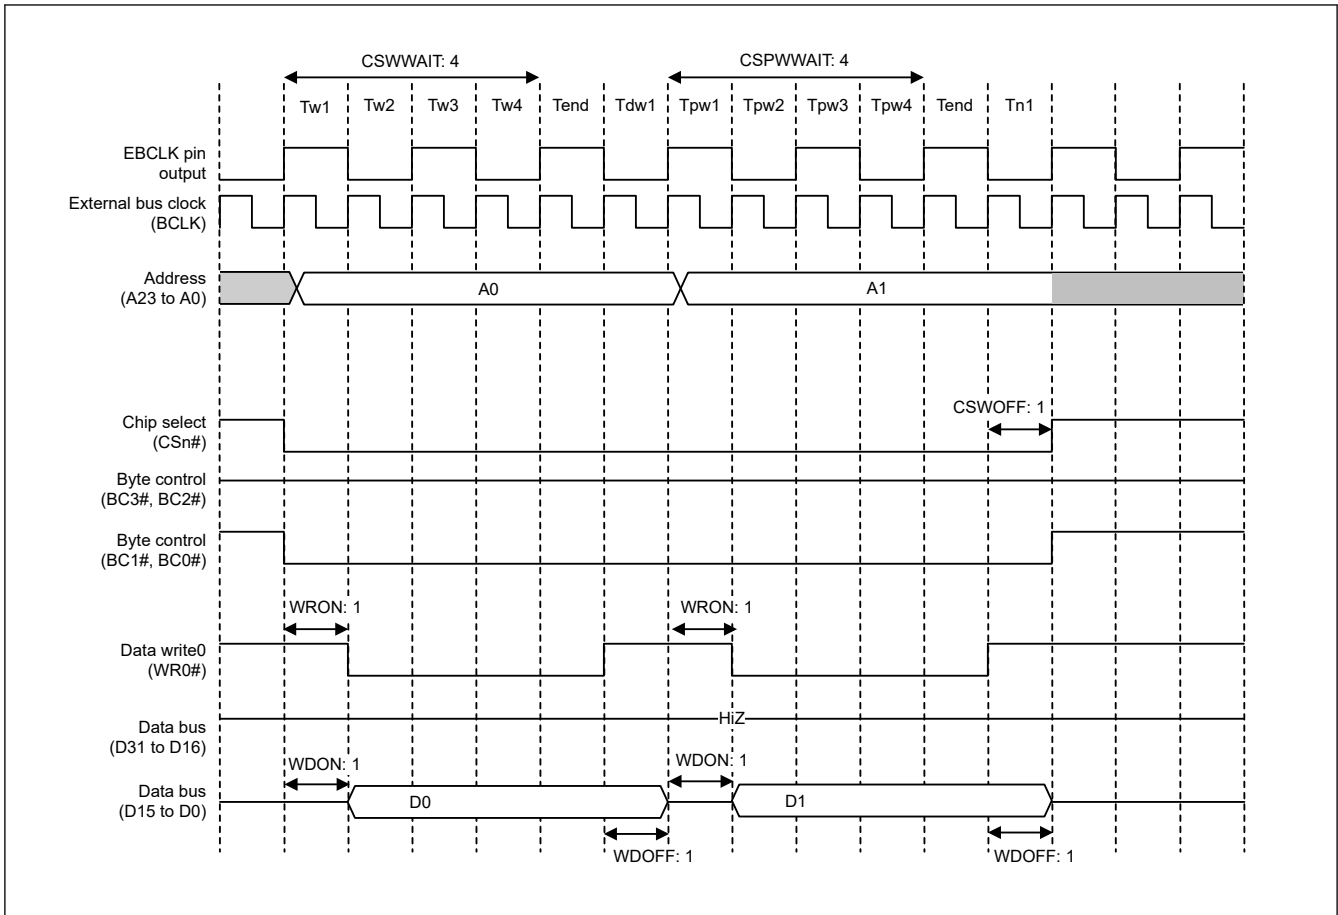 CSWWAIT: 4
CSPWWAIT: 4
Tw1 Tw2 Tw3 Tw4 Tend Tdw1 Tpw1 Tpw2 Tpw3 Tpw4 Tend Tn1
EBCLK pin
output
External bus clock
(BCLK)
Address
(A23 to A0)
A0
A1
CSWOFF: 1
Chip select
(CSn#)
Byte control
(BC3#, BC2#)
Byte control
(BC1#, BC0#)
WRON: 1
WRON: 1
Data write0
(WR0#)
HiZ
Data bus
(D31 to D16)
WDON: 1
WDON: 1
Data bus
(D15 to D0)
D0
D1
WDOFF: 1
WDOFF: 1